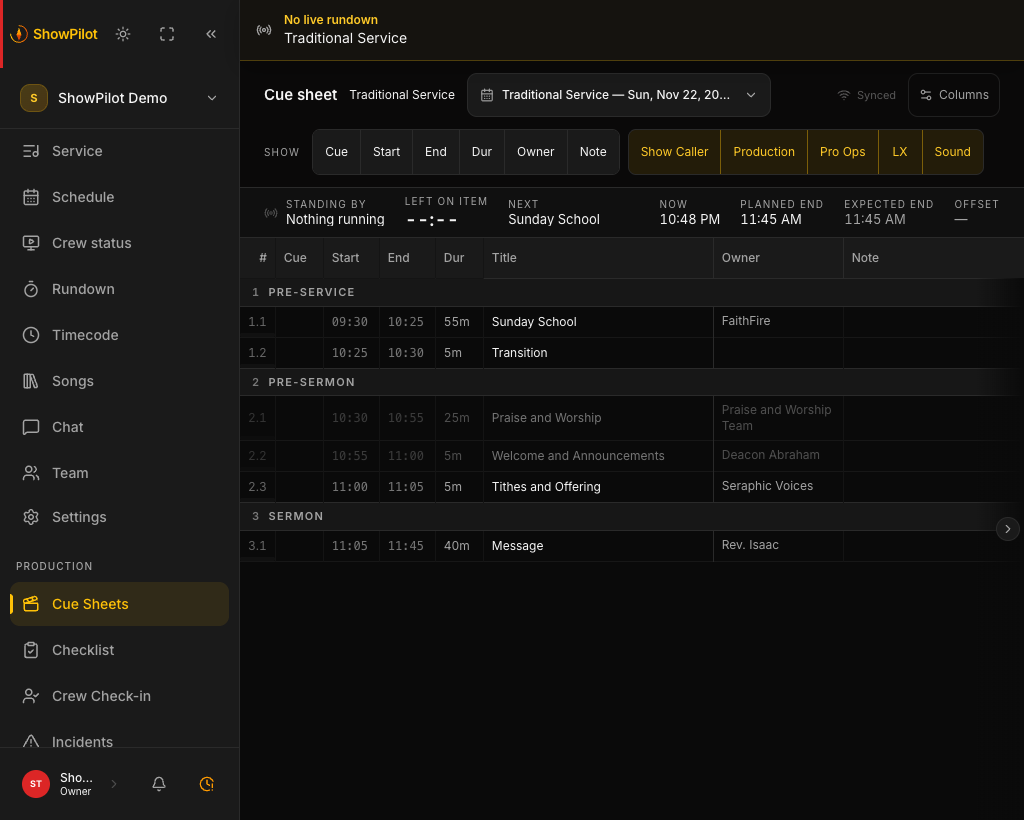 ShowPilot
S
ShowPilot Demo
Service
Schedule
Crew status
Rundown
Timecode
Songs
Chat
Team
Settings
PRODUCTION
Cue Sheets
Checklist
Crew Check-in
Incidents
ST
Sho...
Owner
No live rundown
Traditional Service
Cue sheet
Traditional Service
Traditional Service — Sun, Nov 22, 20...
Synced
Columns
SHOW
Cue
Start
End
Dur
Owner
Note
Show Caller
Production
Pro Ops
LX
Sound
STANDING BY
Nothing running
LEFT ON ITEM
--:--
NEXT
Sunday School
NOW
10:48 PM
PLANNED END
11:45 AM
EXPECTED END
11:45 AM
OFFSET
—
# Cue Start End Dur Title Owner Note
1 PRE-SERVICE
1.1 09:30 10:25 55m Sunday School FaithFire
1.2 10:25 10:30 5m Transition
2 PRE-SERMON
2.1 10:30 10:55 25m Praise and Worship Praise and Worship
Team
2.2 10:55 11:00 5m Welcome and Announcements Deacon Abraham
2.3 11:00 11:05 5m Tithes and Offering Seraphic Voices
3 SERMON
3.1 11:05 11:45 40m Message Rev. Isaac